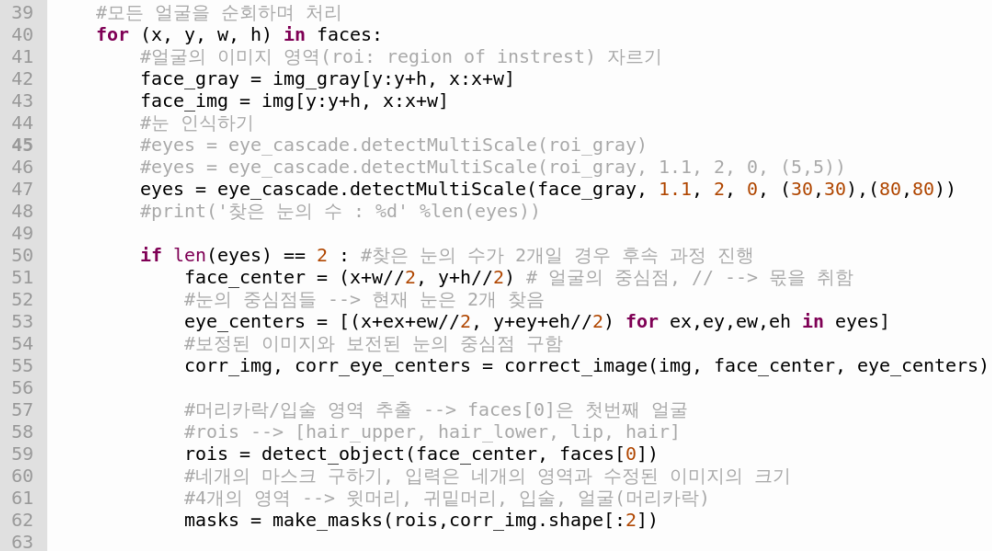 39 #모든 얼굴을 순회하며 처리
40 for (x, y, w, h) in faces:
41 #얼굴의 이미지 영역(roi: region of instrest) 자르기
42 face_gray = img_gray[y:y+h, x:x+w]
43 face_img = img[y:y+h, x:x+w]
44 #눈 인식하기
45 #eyes = eye_cascade.detectMultiScale(roi_gray)
46 #eyes = eye_cascade.detectMultiScale(roi_gray, 1.1, 2, 0, (5,5))
47 eyes = eye_cascade.detectMultiScale(face_gray, 1.1, 2, 0, (30,30),(80,80))
48 #print('찾은 눈의 수 : %d' %len(eyes))
49
50 if len(eyes) == 2 : #찾은 눈의 수가 2개일 경우 후속 과정 진행
51 face_center = (x+w//2, y+h//2) # 얼굴의 중심점, // --> 몫을 취함
52 #눈의 중심점들 --> 현재 눈은 2개 찾음
53 eye_centers = [(x+ex+ew//2, y+ey+eh//2) for ex,ey,ew,eh in eyes]
54 #보정된 이미지와 보전된 눈의 중심점 구함
55 corr_img, corr_eye_centers = correct_image(img, face_center, eye_centers)
56
57 #머리카락/입술 영역 추출 --> faces[0]은 첫번째 얼굴
58 #rois --> [hair_upper, hair_lower, lip, hair]
59 rois = detect_object(face_center, faces[0])
60 #네개의 마스크 구하기, 입력은 네개의 영역과 수정된 이미지의 크기
61 #4개의 영역 --> 윗머리, 귀밑머리, 입술, 얼굴(머리카락)
62 masks = make_masks(rois,corr_img.shape[:2])
63